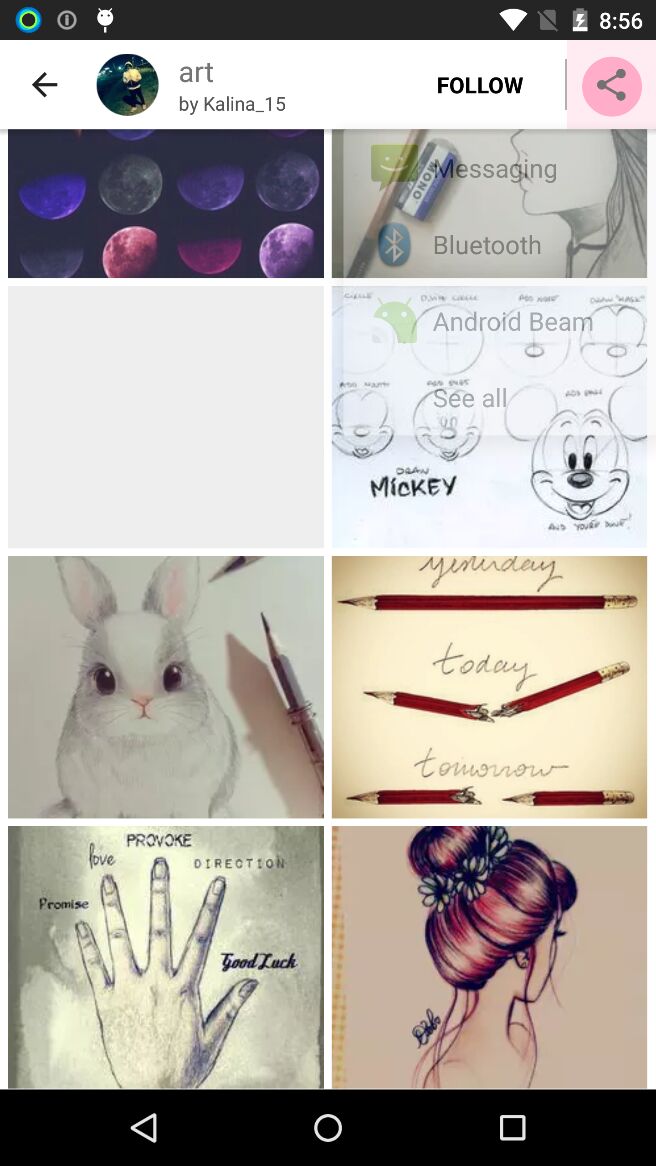 8:56
art
by Kalina_15
FOLLOW
MONO
Messaging
Bluetooth
Android Beam
See all
CIRCLE
DIVIDE CIRCLE
ADD NOSE
DRAW "MASK"
ADD MOUTH
ADD EYES
ADD EARS
DRAW
MICKEY
AND YOU'RE DONE!
yesterday
today
tomorrow
PROVOKE
love
DIRECTION
Promise
Good Luck